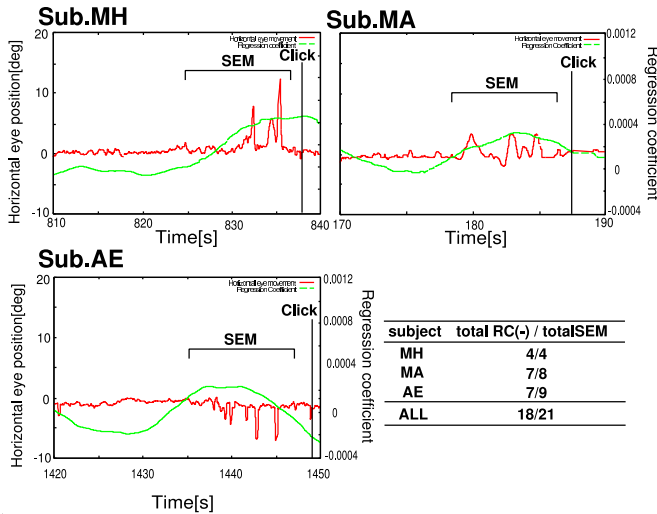 Sub.MH
Horizontal eye position[deg]
20
10
0
-10
Horizontal eye movement
Regression coefficient
Click
SEM
810
820
830
840
Time[s]
Sub.MA
Horizontal eye movement
Regression Coefficient
Click
SEM
0.0012
0.0008
0.0004
0
-0.0004
Regression coefficient
170
180
190
Time[s]
Sub.AE
Horizontal eye position[deg]
20
10
0
-10
Horizontal eye movement
Regression Coefficient
Click
SEM
0.0012
0.0008
0.0004
0
-0.0004
Regression coefficient
1420
1430
1440
1450
Time[s]
subject total RC(-) / totalSEM
MH 4/4
MA 7/8
AE 7/9
ALL 18/21